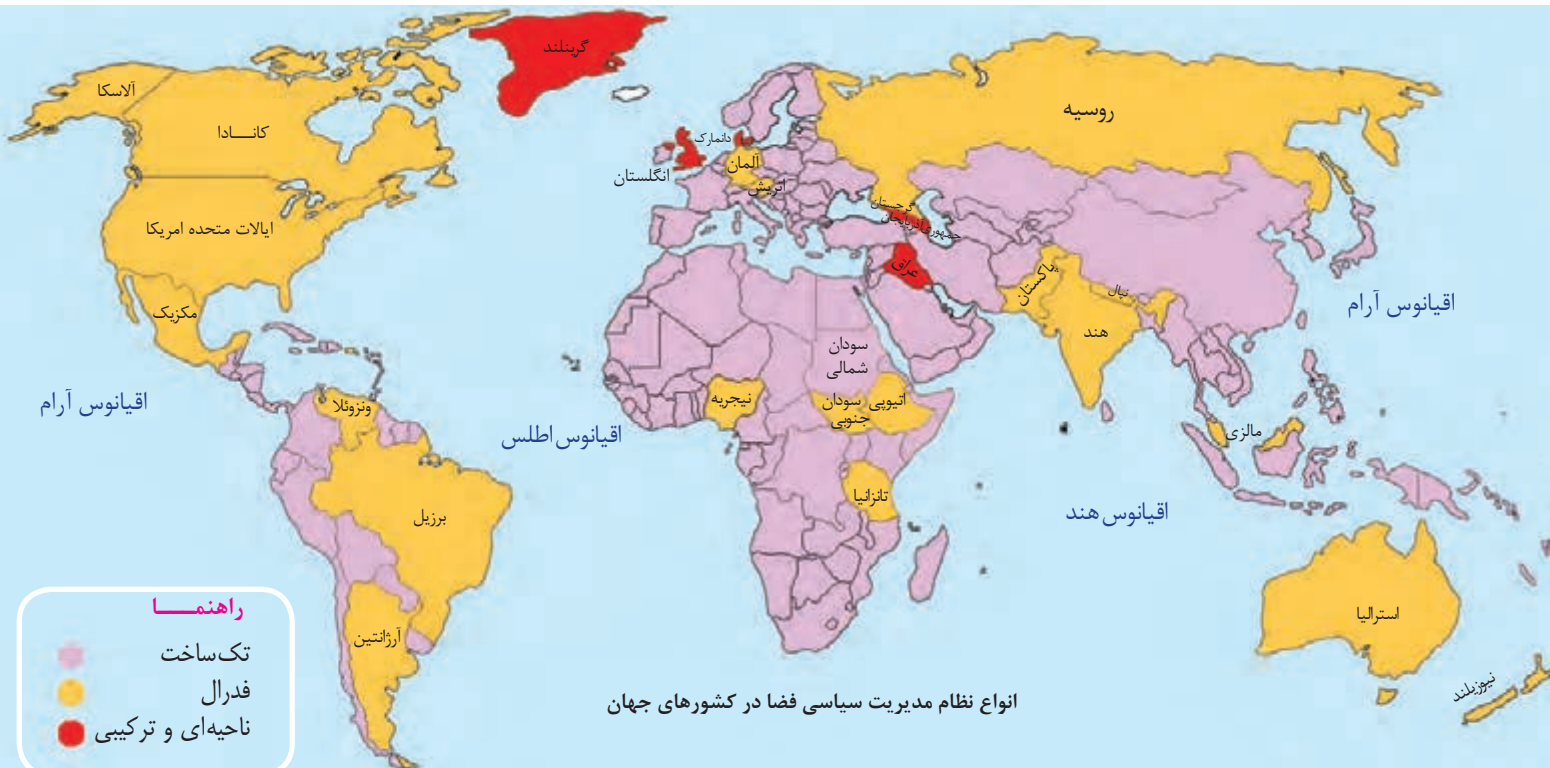 گرینلند
آلاسکا
کانـــادا
ایالات متحده امریکا
مکزیک
ونزوئلا
برزیل
آرژانتین
روسیه
دانمارک
انگلستان
آلمان
اتریش
گرجستان
جمهوری آذربایجان
عراق
پاکستان
نپال
هند
سودان
شمالی
نیجریه
سودان
جنوبی
اتیوپی
تانزانیا
مالزی
استرالیا
نیوزیلند
اقیانوس آرام
اقیانوس آرام
اقیانوس اطلس
اقیانوس هند
راهنمـــــا
تک‌ساخت
فدرال
ناحیه‌ای و ترکیبی
انواع نظام مدیریت سیاسی فضا در کشورهای جهان